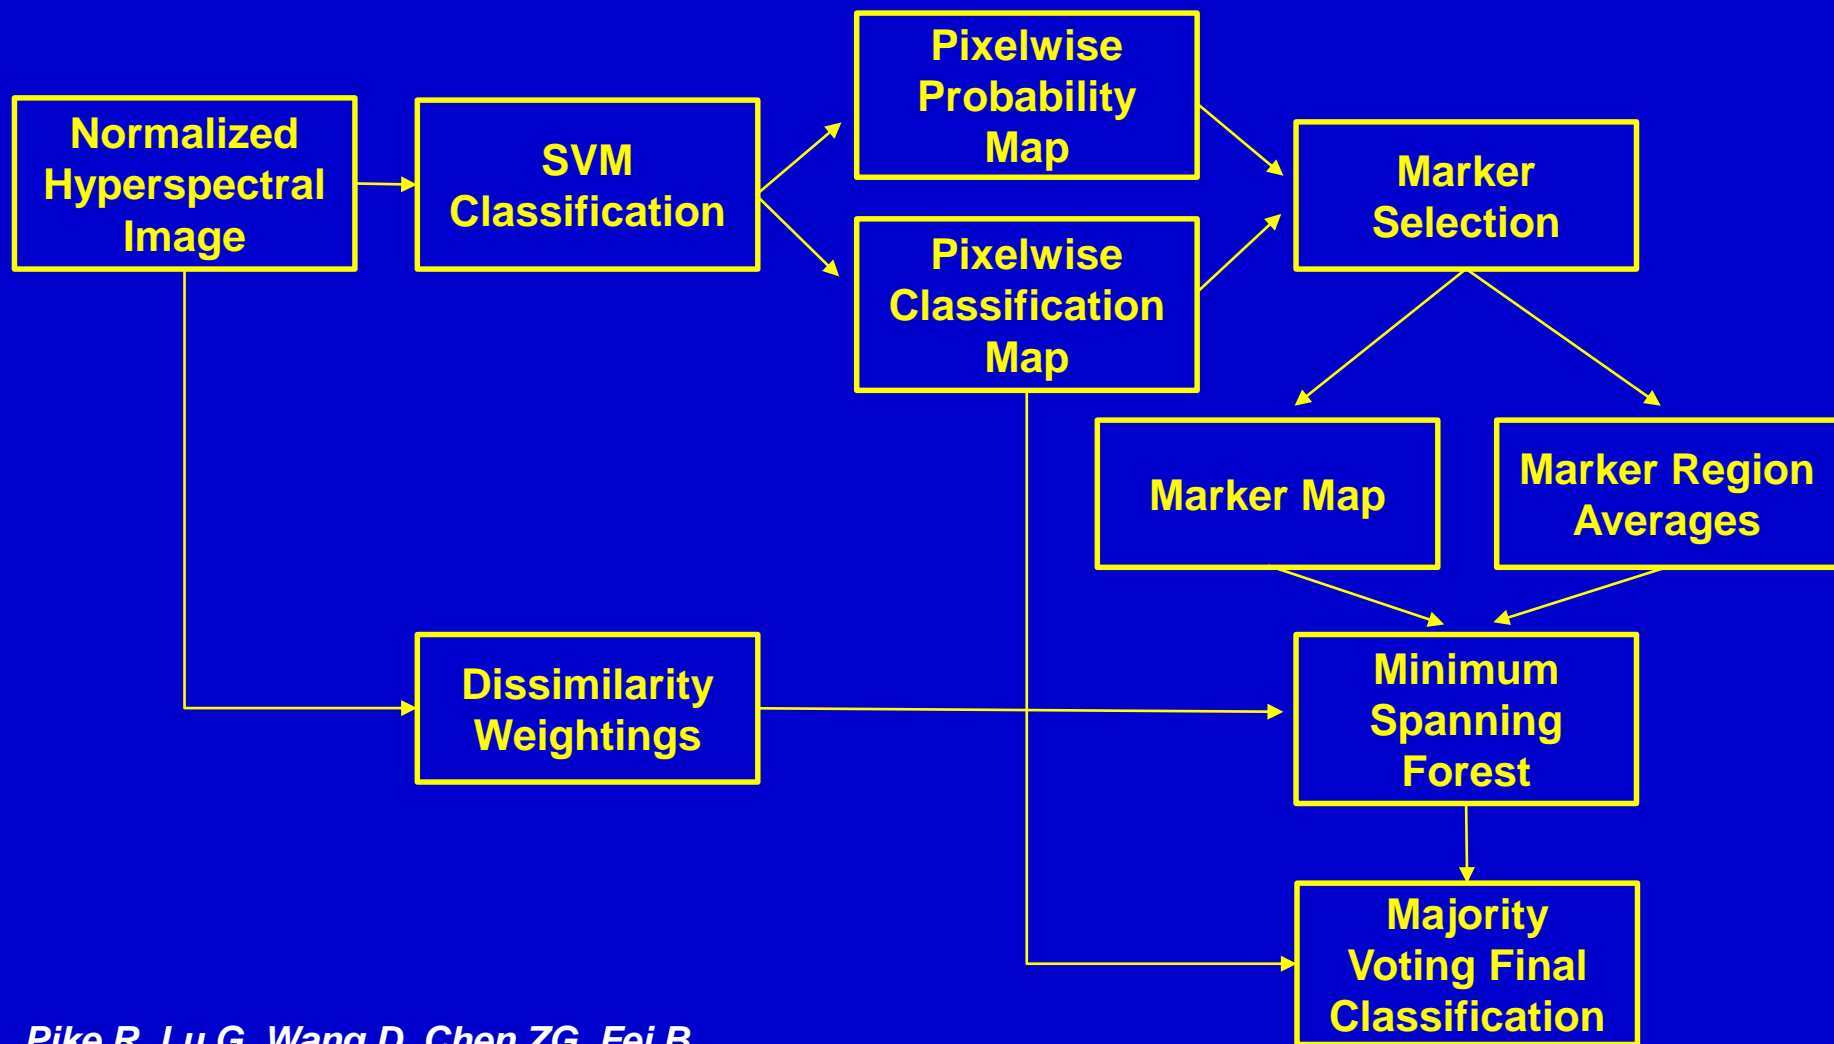 Normalized
Hyperspectral
Image
SVM
Classification
Pixelwise
Probability
Map
Pixelwise
Classification
Map
Marker
Selection
Marker Map
Marker Region
Averages
Dissimilarity
Weightings
Minimum
Spanning
Forest
Majority
Voting Final
Classification
Pike R, Lu G, Wang D, Chen ZG, Fei B